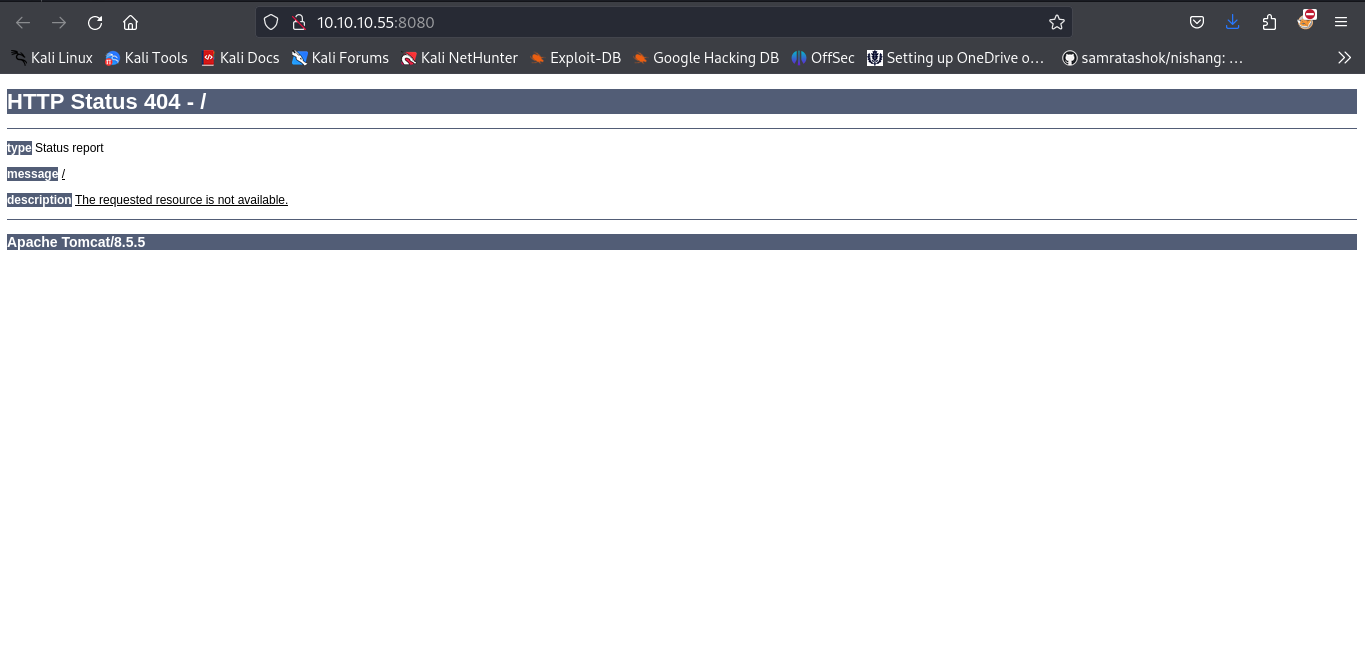 10.10.10.55:8080
Kali Linux Kali Tools Kali Docs Kali Forums Kali NetHunter Exploit-DB Google Hacking DB OffSec Setting up OneDrive o... samratashok/nishang: ...
HTTP Status 404 - /
type Status report
message /
description The requested resource is not available.
Apache Tomcat/8.5.5